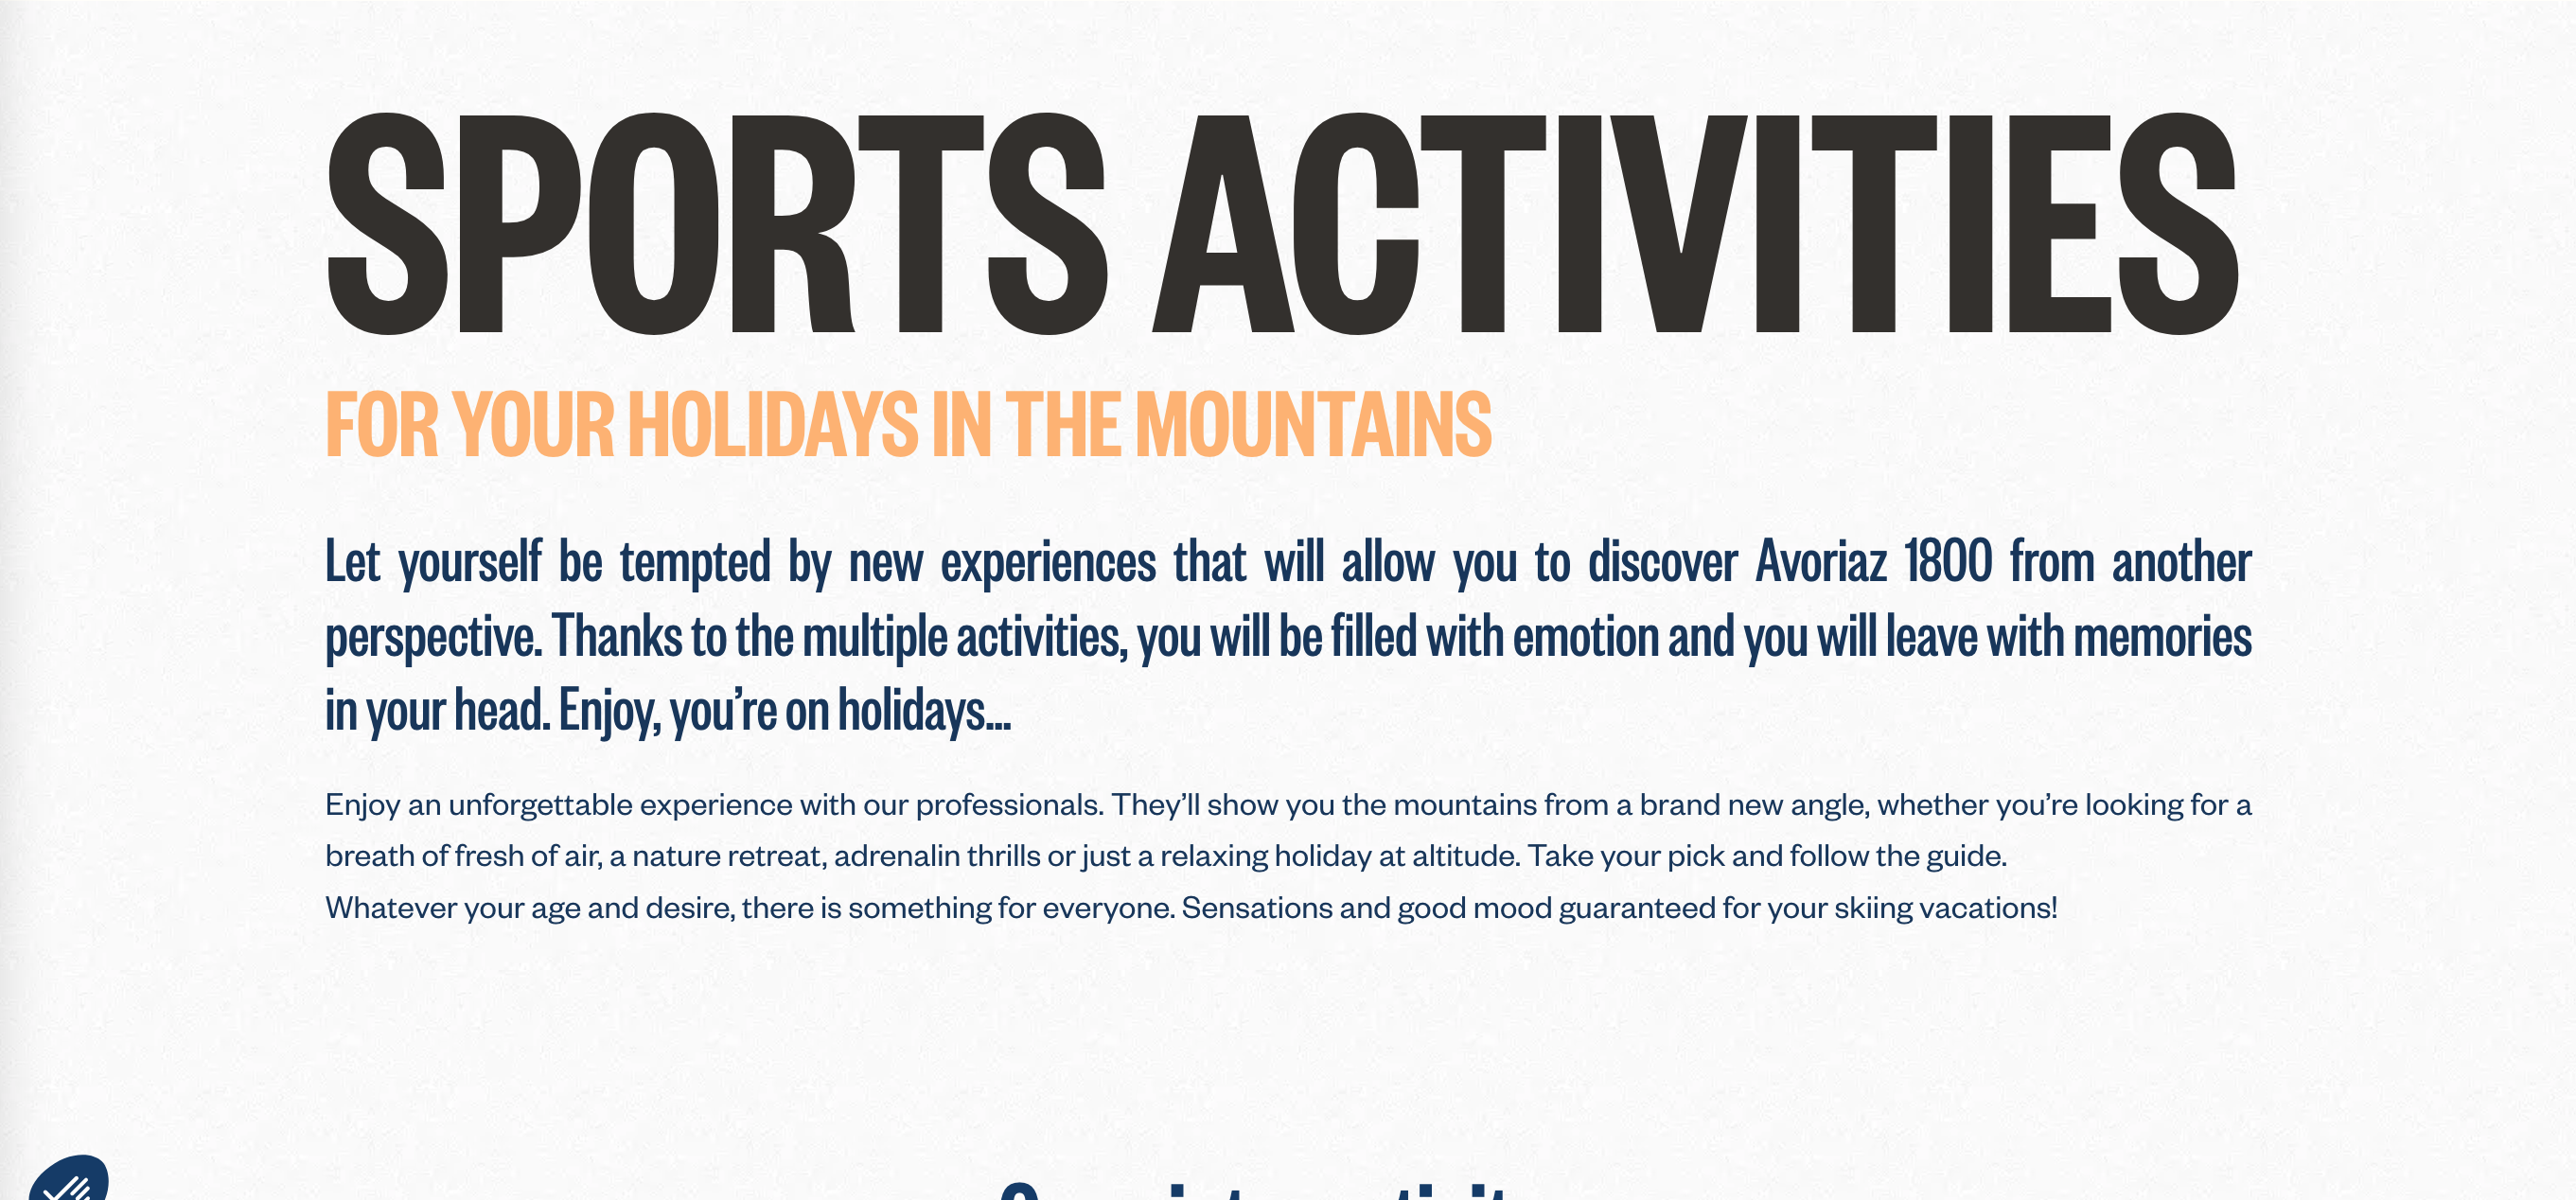 SPORTS ACTIVITIES
FOR YOUR HOLIDAYS IN THE MOUNTAINS
Let yourself be tempted by new experiences that will allow you to discover Avoriaz 1800 from another
perspective. Thanks to the multiple activities, you will be filled with emotion and you will leave with memories
in your head. Enjoy, you’re on holidays...
Enjoy an unforgettable experience with our professionals. They’ll show you the mountains from a brand new angle, whether you’re looking for a
breath of fresh of air, a nature retreat, adrenalin thrills or just a relaxing holiday at altitude. Take your pick and follow the guide.
Whatever your age and desire, there is something for everyone. Sensations and good mood guaranteed for your skiing vacations!